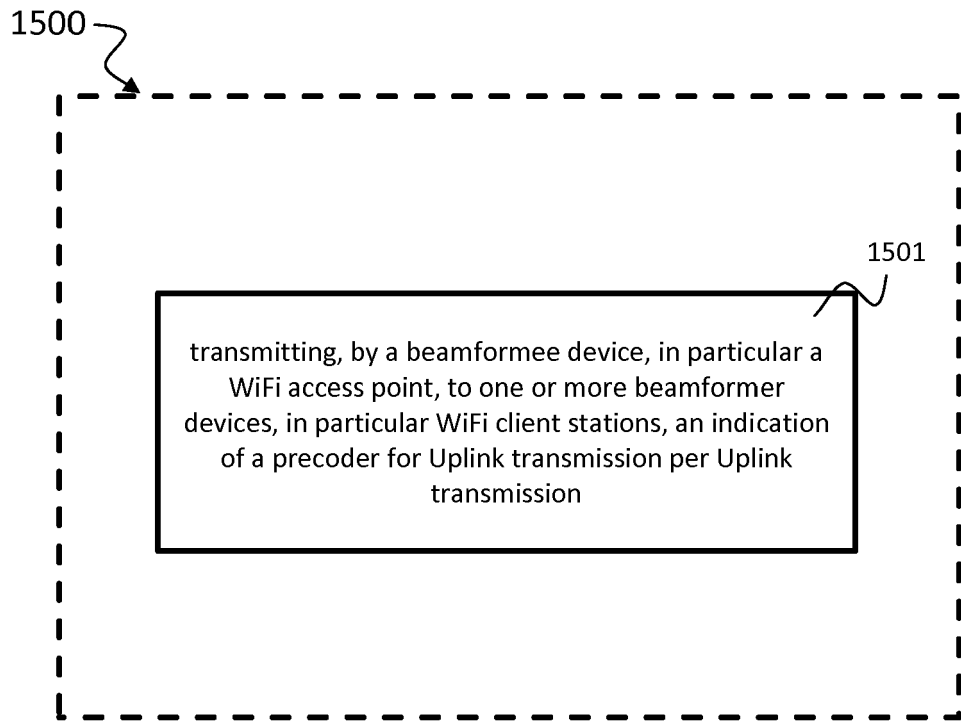 1500
1501
transmitting, by a beamformee device, in particular a
WiFi access point, to one or more beamformer
devices, in particular WiFi client stations, an indication
of a precoder for Uplink transmission per Uplink
transmission